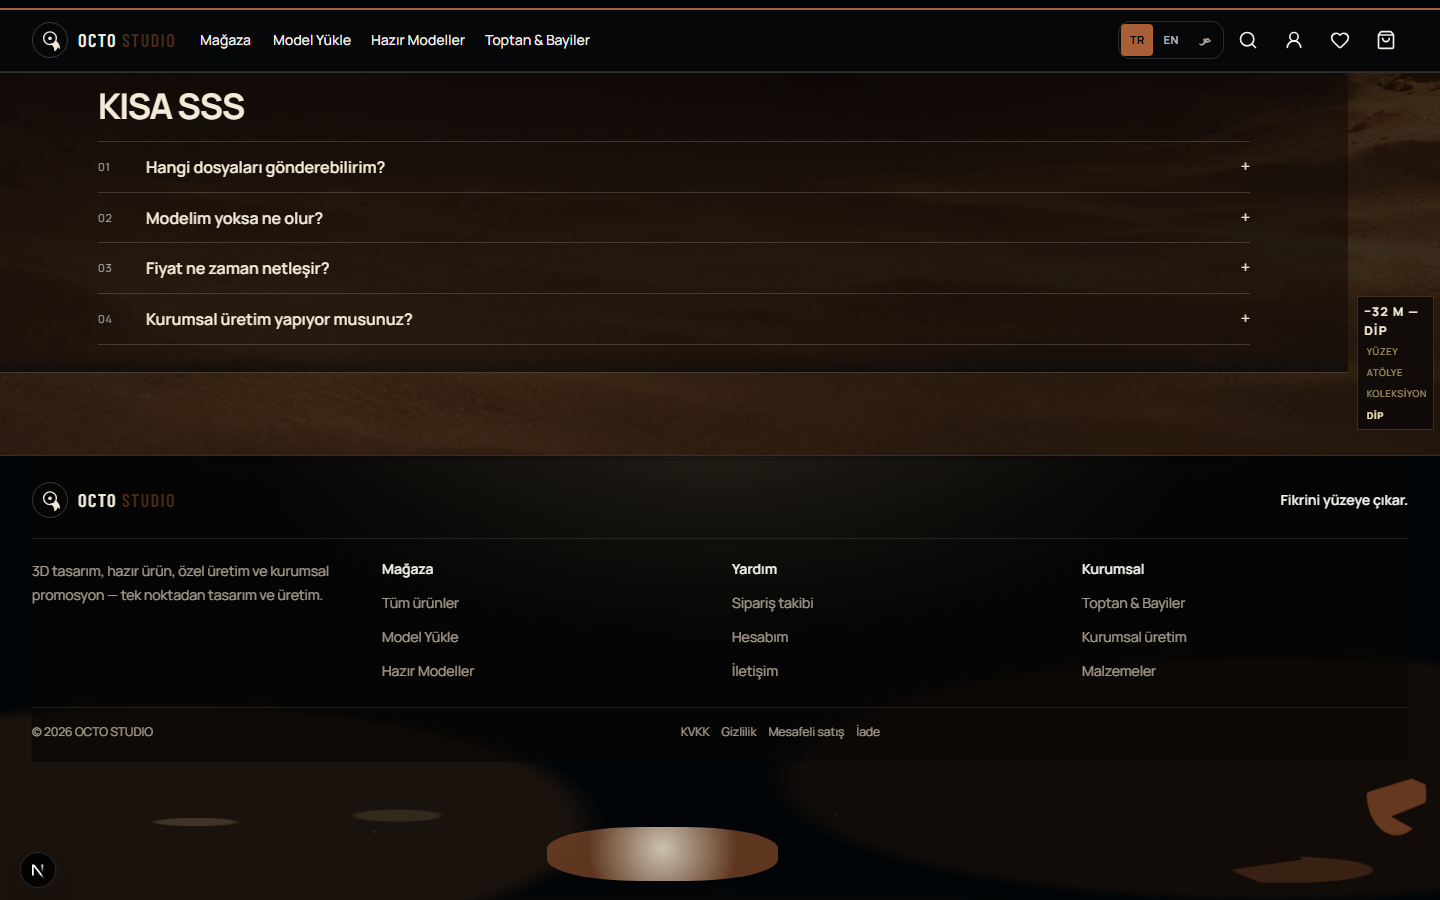 OCTO STUDIO
Mağaza
Model Yükle
Hazır Modeller
Toptan & Bayiler
TR
EN
KISA SSS
01 Hangi dosyaları gönderebilirim? +
02 Modelim yoksa ne olur? +
03 Fiyat ne zaman netleşir? +
04 Kurumsal üretim yapıyor musunuz? +
−32 M —
DİP
YÜZEY
ATÖLYE
KOLEKSİYON
DİP
OCTO STUDIO
Fikrini yüzeye çıkar.
3D tasarım, hazır ürün, özel üretim ve kurumsal
promosyon — tek noktadan tasarım ve üretim.
Mağaza
Tüm ürünler
Model Yükle
Hazır Modeller
Yardım
Sipariş takibi
Hesabım
İletişim
Kurumsal
Toptan & Bayiler
Kurumsal üretim
Malzemeler
© 2026 OCTO STUDIO
KVKK Gizlilik Mesafeli satış İade
N